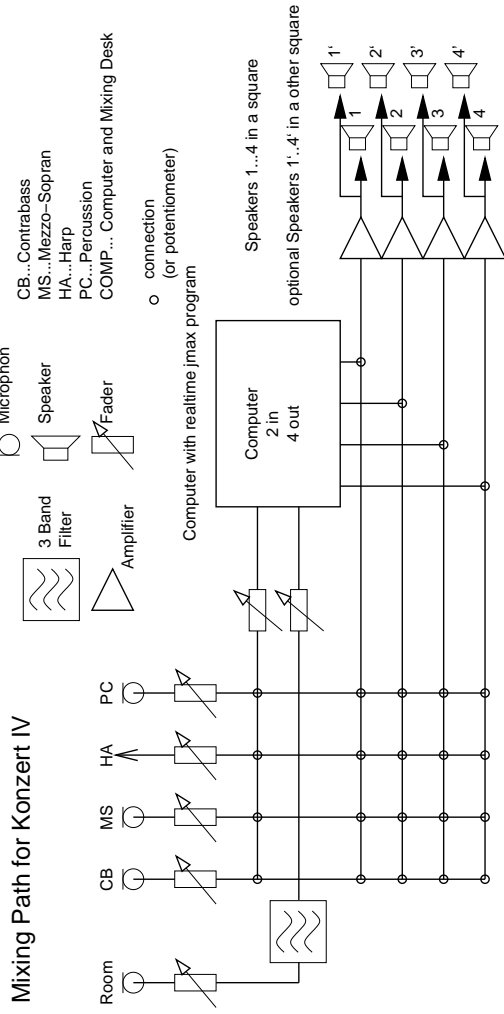 Mixing Path for Konzert IV
Microphon
3 Band
Filter
Speaker
Amplifier
Fader
CB...Contrabass
MS...Mezzo−Sopran
HA...Harp
PC...Percussion
COMP... Computer and Mixing Desk
connection
(or potentiometer)
Computer with realtime jmax program
Speakers 1...4 in a square
optional Speakers 1'..4' in a other square
Room
CB
MS
HA
PC
Computer
2 in
4 out
1'
2'
3'
4'
1
2
3
4